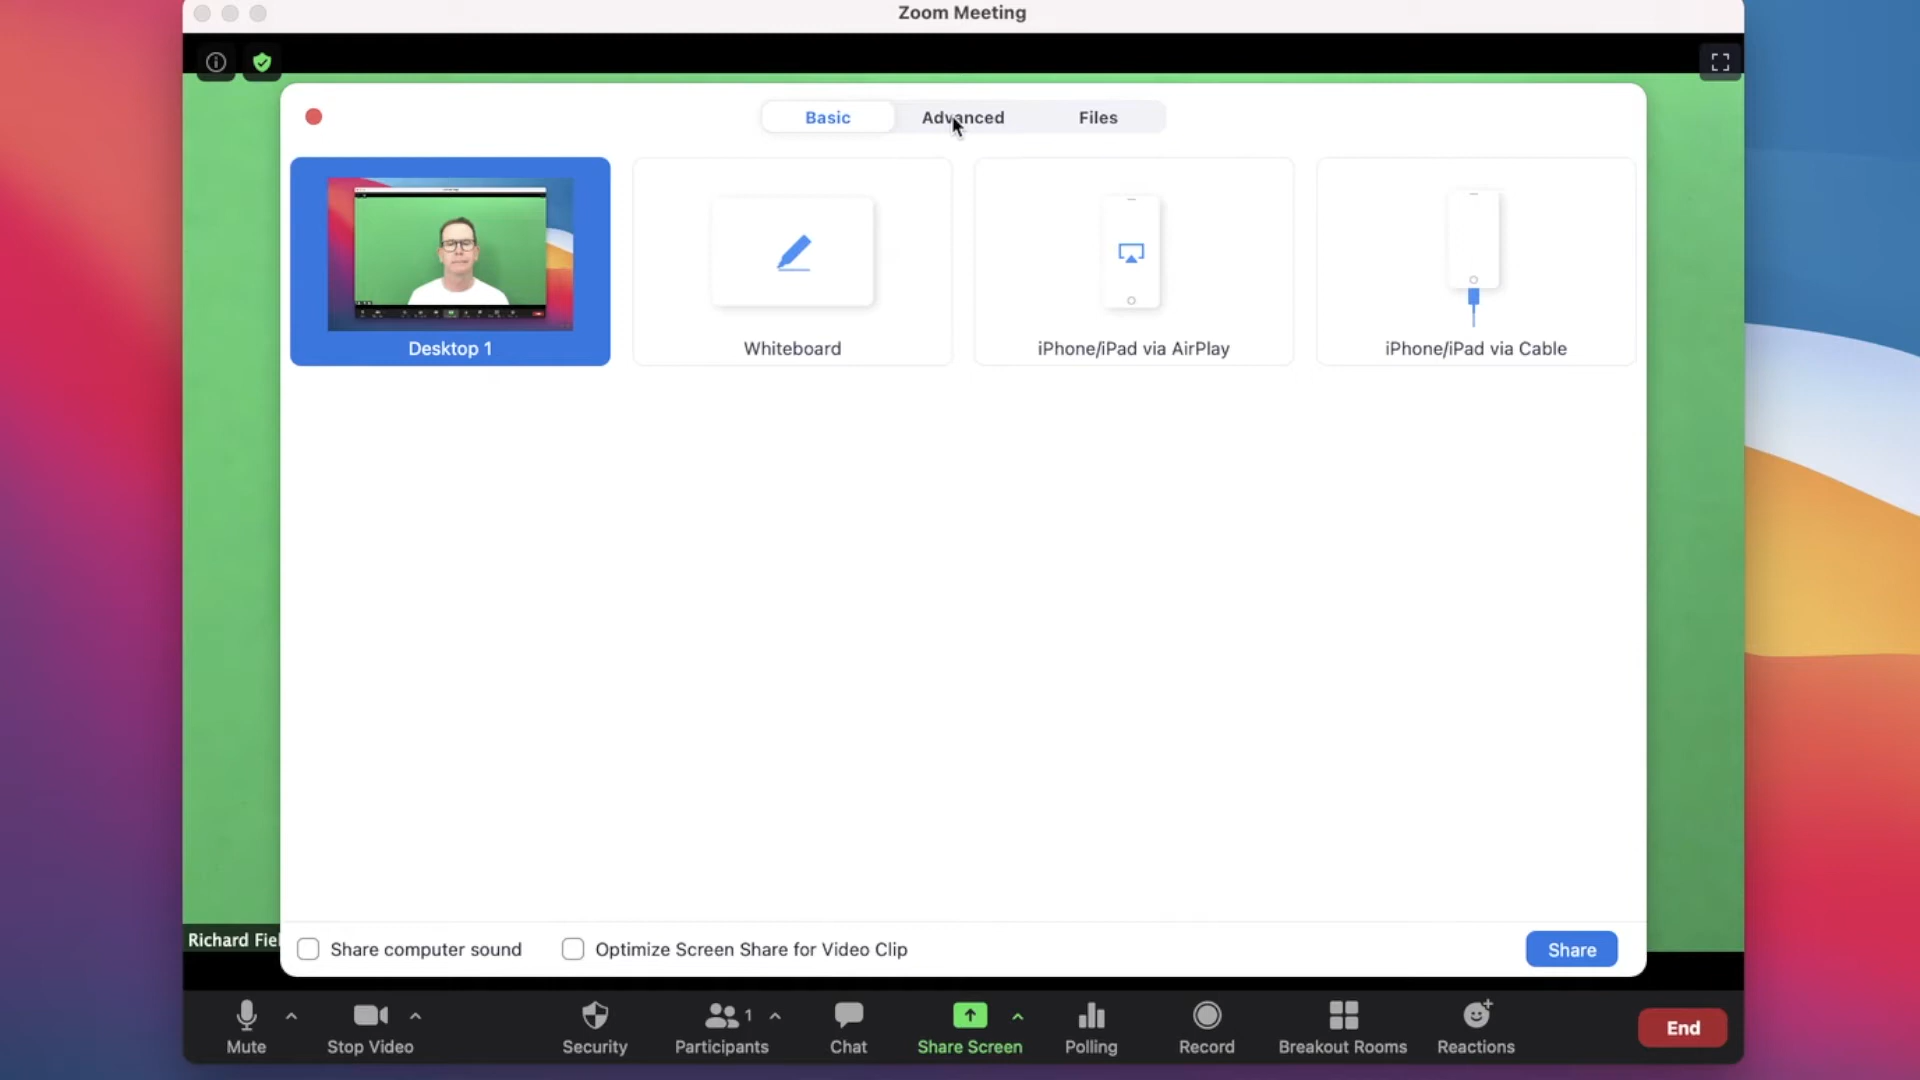 Zoom Meeting
Basic
Advanced
Files
Desktop 1
Whiteboard
iPhone/iPad via AirPlay
iPhone/iPad via Cable
Richard Fiel
Share computer sound
Optimize Screen Share for Video Clip
Share
1
Mute
Stop Video
Security
Participants
Chat
Share Screen
Polling
Record
Breakout Rooms
Reactions
End